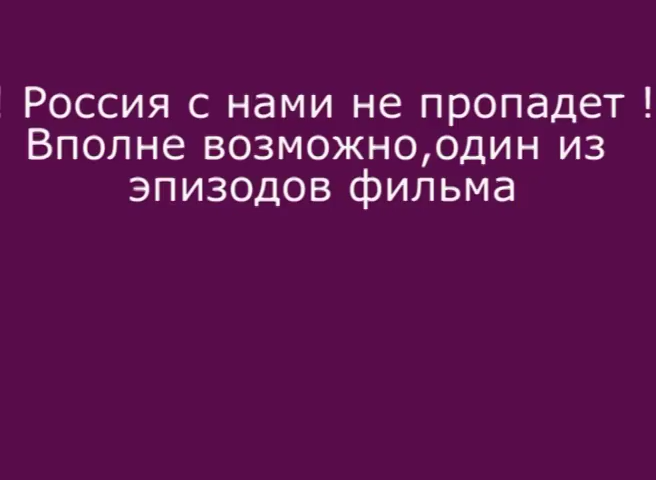 ! Россия с нами не пропадет !
Вполне возможно,один из
эпизодов фильма